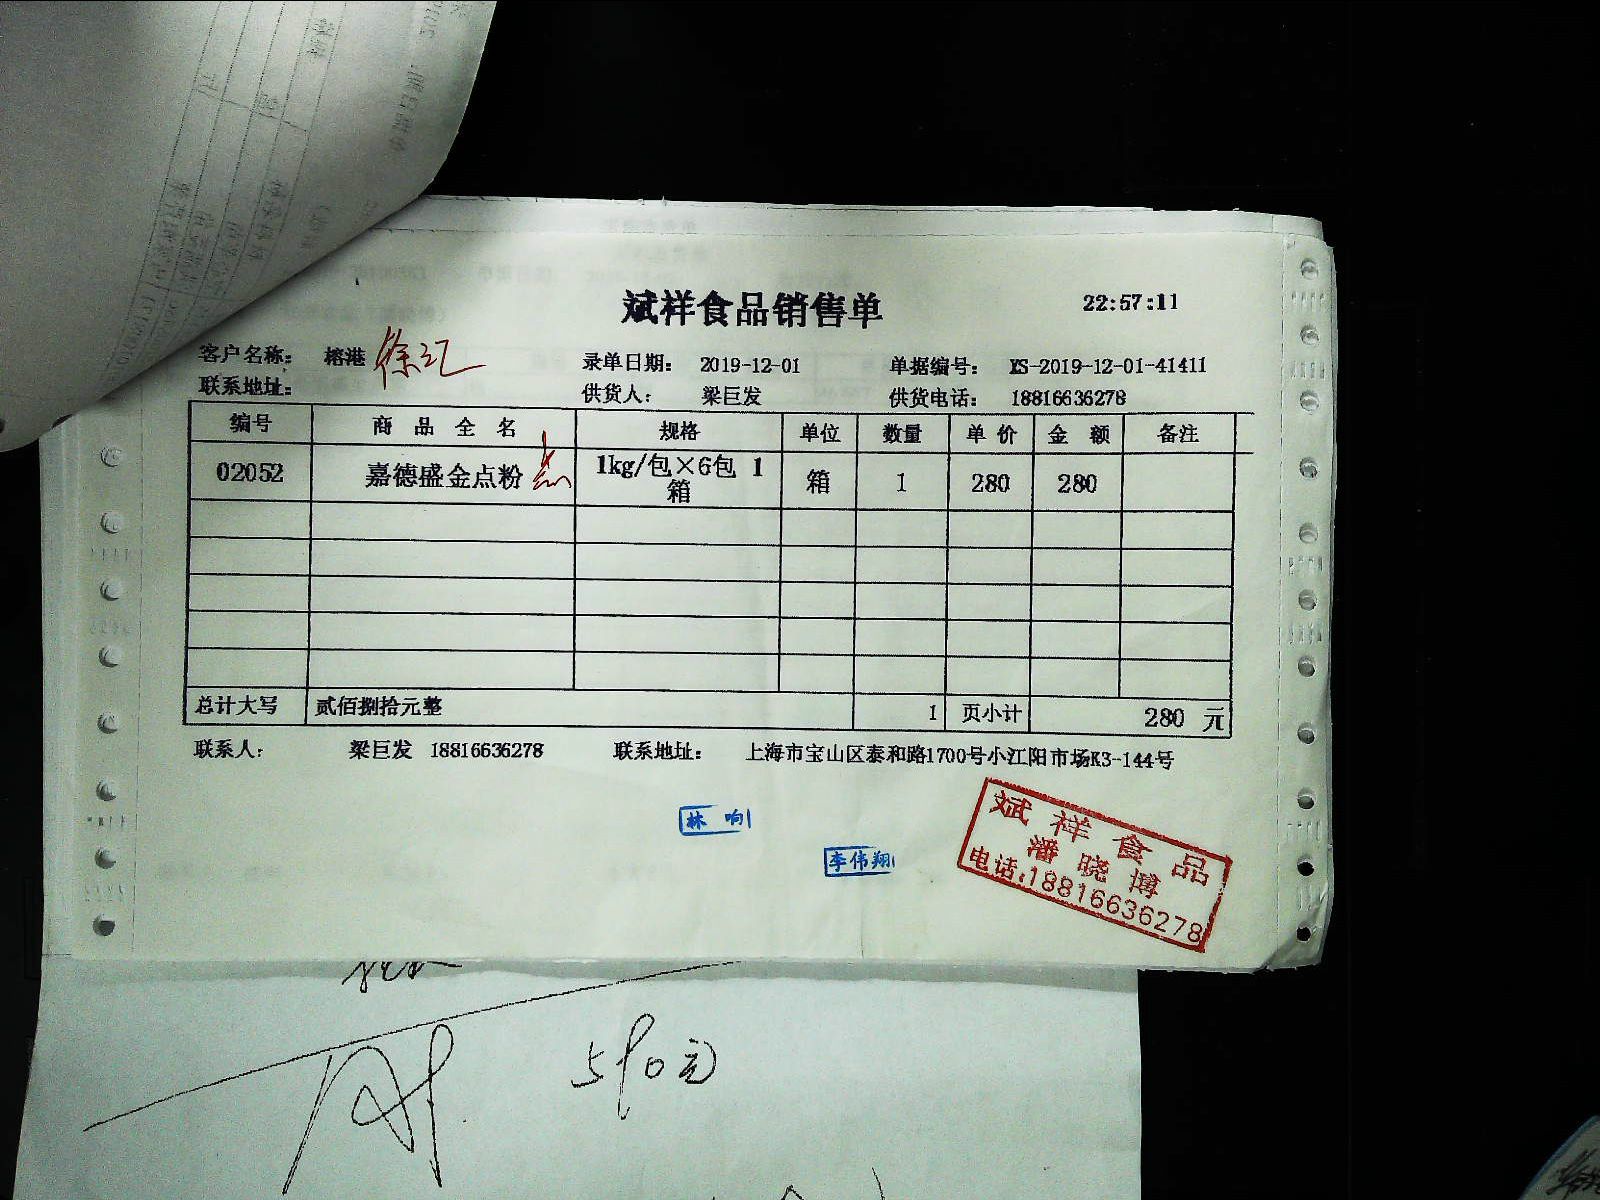 斌祥食品销售单 22:57:11
客户名称: 榕港 徐汇 录单日期: 2019-12-01 单据编号: XS-2019-12-01-41411
联系地址: 供货人: 梁巨发 供货电话: 18816636278
编号 商品全名 规格 单位 数量 单价 金额 备注
02052 嘉德盛金点粉 点 1kg/包×6包 1箱 箱 1 280 280
总计大写 贰佰捌拾元整 1 页小计 280 元
联系人: 梁巨发 18816636278 联系地址: 上海市宝山区泰和路1700号小江阳市场K3-144号
林响
李伟翔
斌祥食品
潘晓博
电话:18816636278
590元